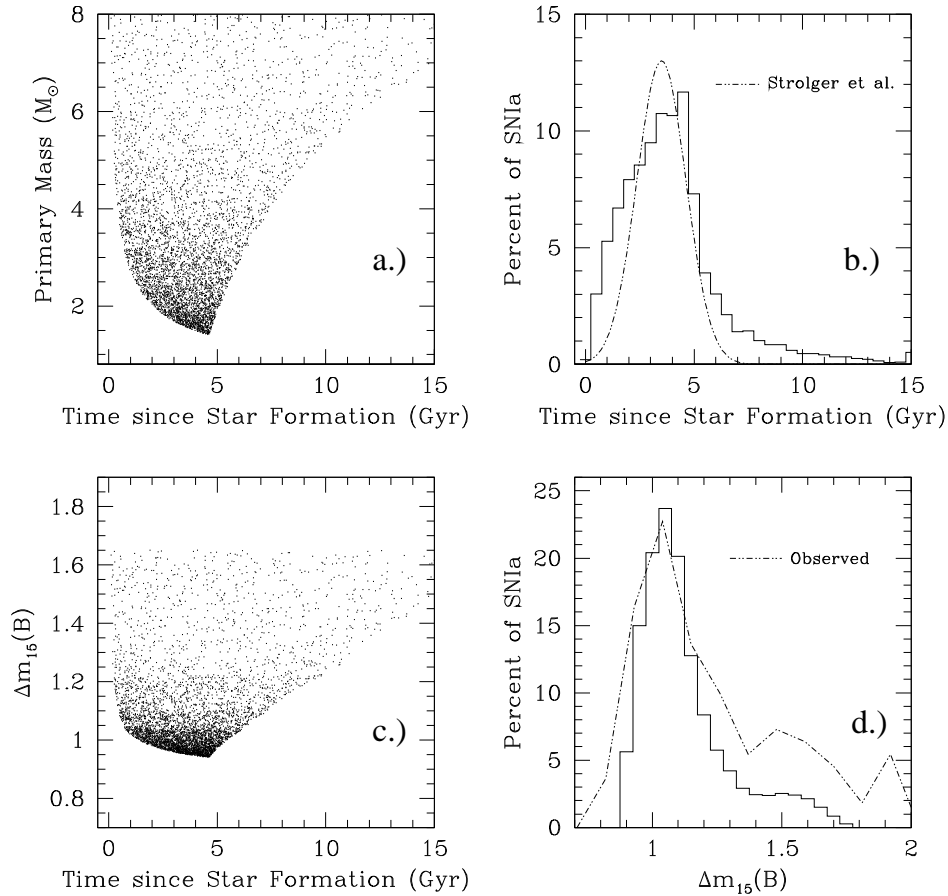 8
6
4
2
Primary Mass (M⊙)
a.)
0 5 10 15
Time since Star Formation (Gyr)
15
10
5
0
Percent of SNIa
Strolger et al.
b.)
0 5 10 15
Time since Star Formation (Gyr)
1.8
1.6
1.4
1.2
1
0.8
Δm₁₅(B)
c.)
0 5 10 15
Time since Star Formation (Gyr)
25
20
15
10
5
0
Percent of SNIa
Observed
d.)
1 1.5 2
Δm₁₅(B)